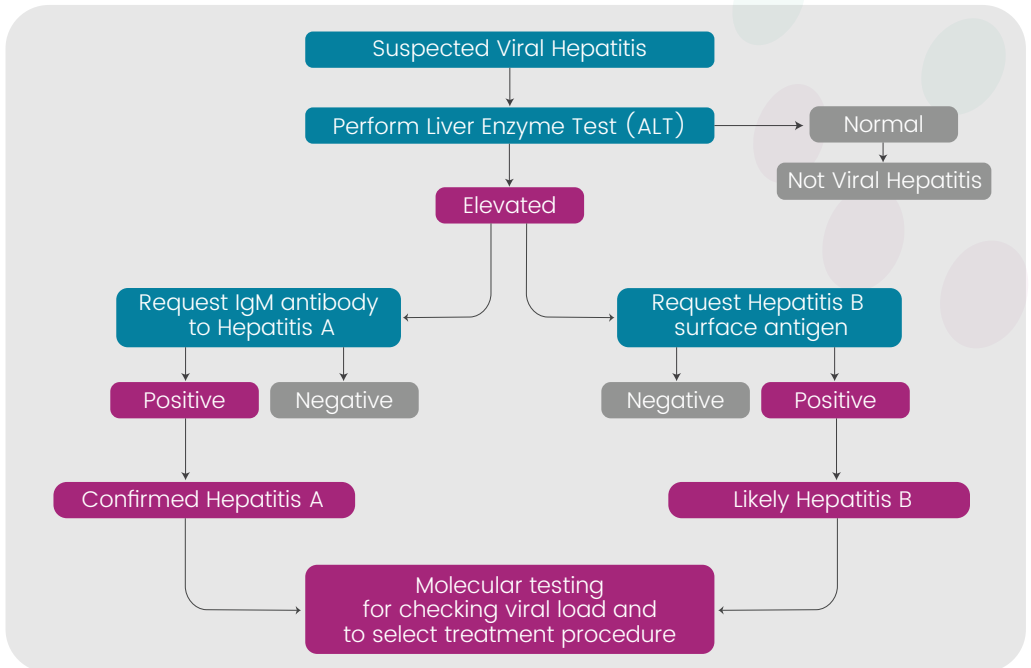 Suspected Viral Hepatitis
Perform Liver Enzyme Test (ALT)
Normal
Not Viral Hepatitis
Elevated
Request IgM antibody
to Hepatitis A
Request Hepatitis B
surface antigen
Positive
Negative
Negative
Positive
Confirmed Hepatitis A
Likely Hepatitis B
Molecular testing
for checking viral load and
to select treatment procedure